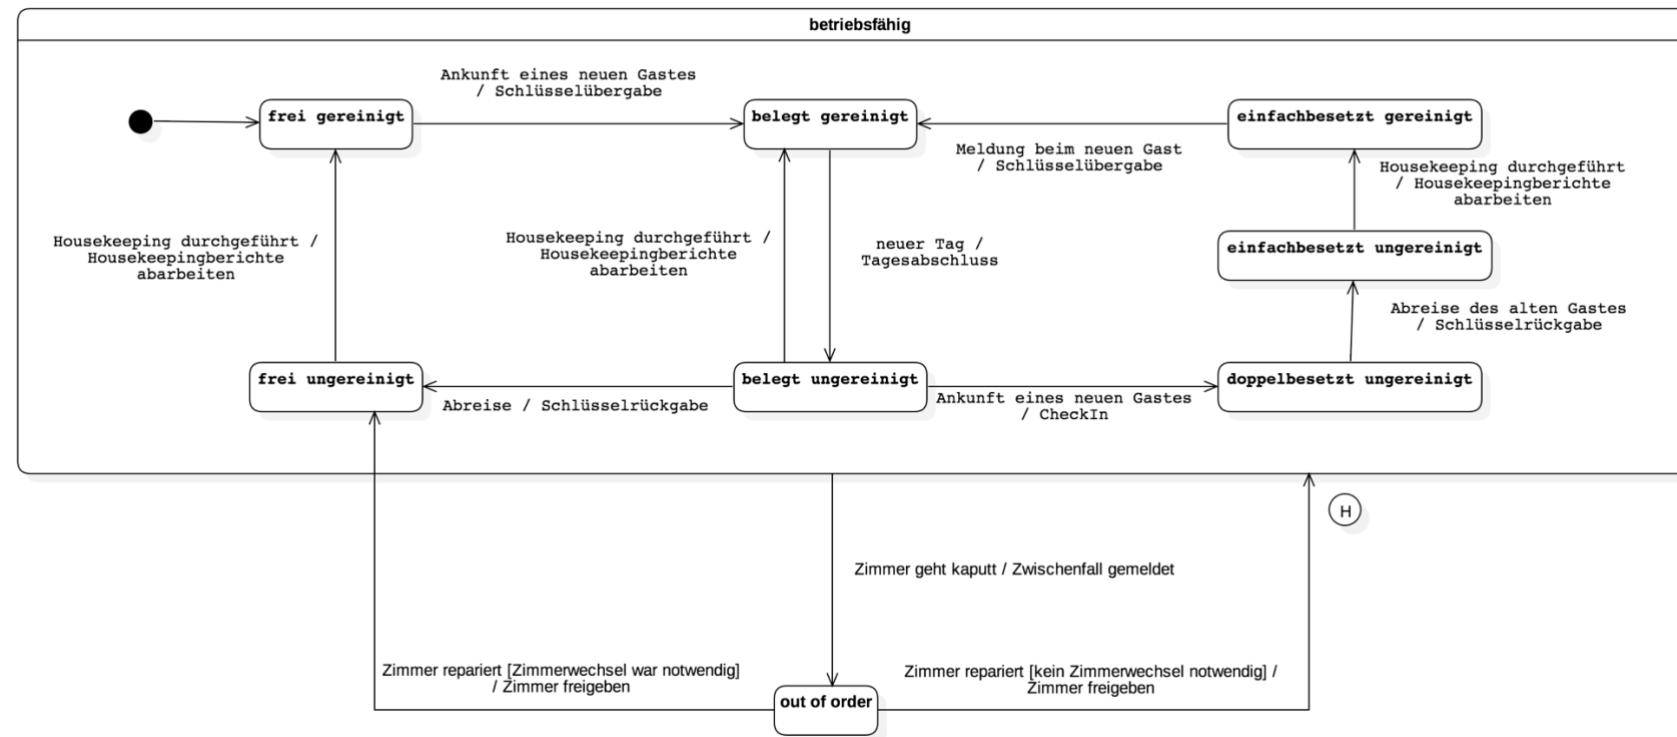 betriebsfähig
Ankunft eines neuen Gastes
/ Schlüsselübergabe
frei gereinigt
belegt gereinigt
einfachbesetzt gereinigt
Meldung beim neuen Gast
/ Schlüsselübergabe
Housekeeping durchgeführt
/ Housekeepingberichte
abarbeiten
Housekeeping durchgeführt /
Housekeepingberichte
abarbeiten
Housekeeping durchgeführt /
Housekeepingberichte
abarbeiten
neuer Tag /
Tagesabschluss
einfachbesetzt ungereinigt
Abreise des alten Gastes
/ Schlüsselrückgabe
frei ungereinigt
belegt ungereinigt
doppelbesetzt ungereinigt
Abreise / Schlüsselrückgabe
Ankunft eines neuen Gastes
/ CheckIn
H
Zimmer geht kaputt / Zwischenfall gemeldet
Zimmer repariert [Zimmerwechsel war notwendig]
/ Zimmer freigeben
Zimmer repariert [kein Zimmerwechsel notwendig] /
Zimmer freigeben
out of order